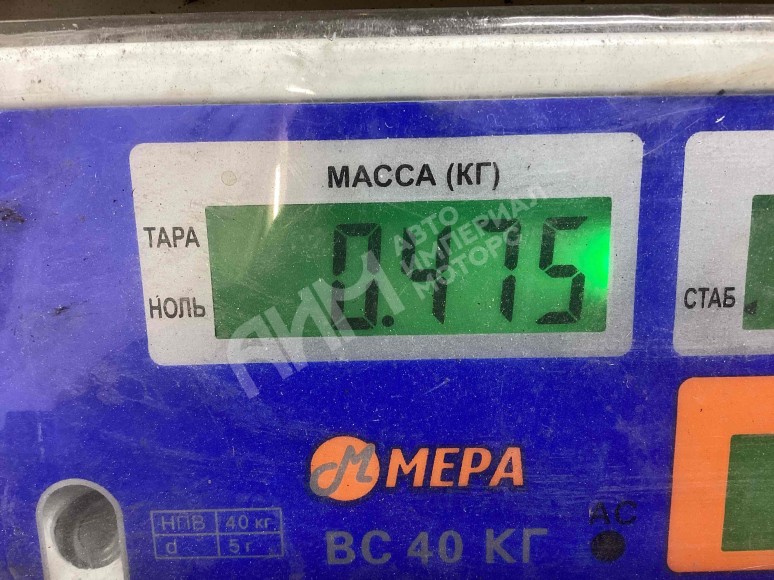 МАССА (КГ)
ТАРА
0.475
НОЛЬ
СТАБ
АВТО
ИМПЕРИАЛ
МОТОРС
АИМ
М МЕРА
НПВ 40 кг.
d 5 г.
ВС 40 КГ
AC